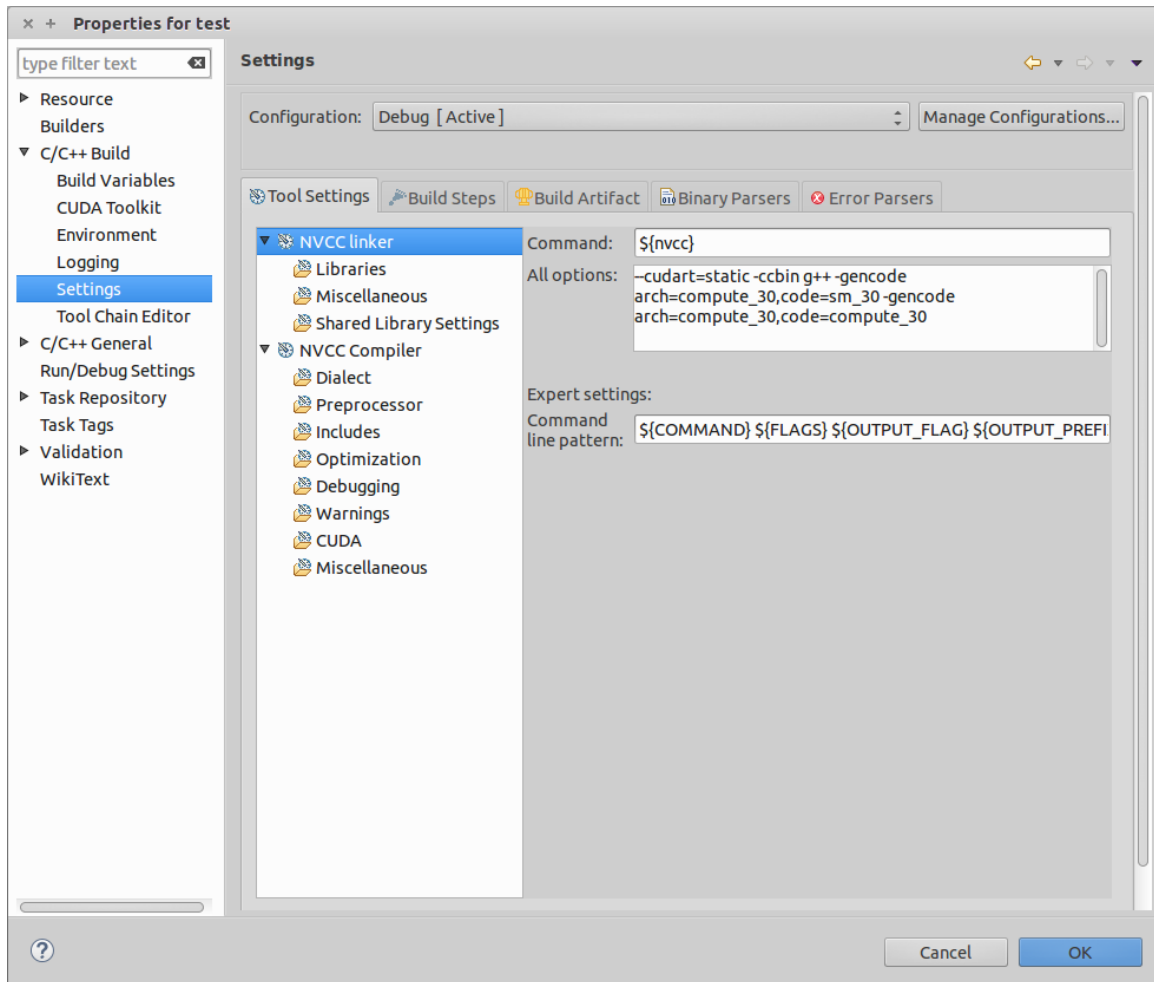 Properties for test
type filter text
Resource
Builders
C/C++ Build
Build Variables
CUDA Toolkit
Environment
Logging
Settings
Tool Chain Editor
C/C++ General
Run/Debug Settings
Task Repository
Task Tags
Validation
WikiText
Settings
Configuration: Debug [ Active ] Manage Configurations...
Tool Settings Build Steps Build Artifact Binary Parsers Error Parsers
NVCC linker
Libraries
Miscellaneous
Shared Library Settings
NVCC Compiler
Dialect
Preprocessor
Includes
Optimization
Debugging
Warnings
CUDA
Miscellaneous
Command: ${nvcc}
All options: --cudart=static -ccbin g++ -gencode
arch=compute_30,code=sm_30 -gencode
arch=compute_30,code=compute_30
Expert settings:
Command
line pattern: ${COMMAND} ${FLAGS} ${OUTPUT_FLAG} ${OUTPUT_PREFI
Cancel OK